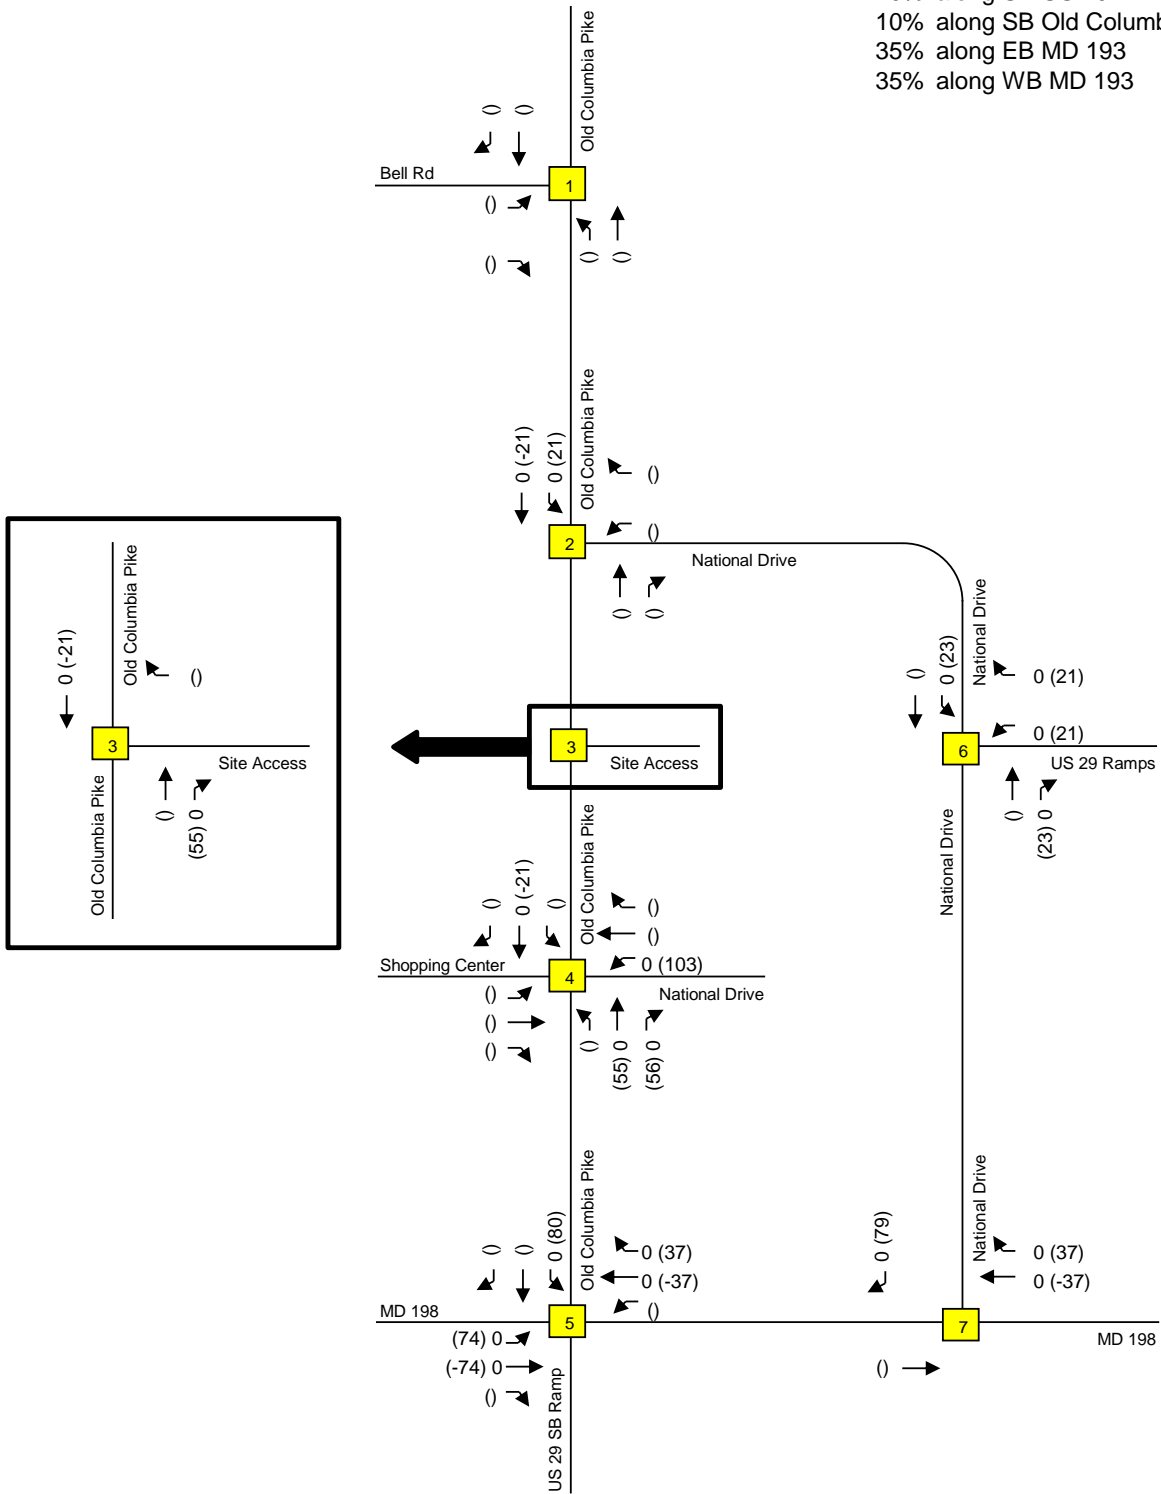 10% along SB Old Columb
35% along EB MD 193
35% along WB MD 193
Old Columbia Pike
() ()
Bell Rd
1
()
()
() ()
Old Columbia Pike
0 (-21)
0 (21)
()
()
2
National Drive
() ()
Old Columbia Pike
0 (-21)
()
3
Site Access
Old Columbia Pike
()
(55) 0
3
Site Access
National Drive
()
0 (23)
0 (21)
0 (21)
6
US 29 Ramps
National Drive
()
(23) 0
Old Columbia Pike
()
0 (-21)
()
()
()
0 (103)
Shopping Center
4
National Drive
()
()
()
()
(55) 0
(56) 0
Old Columbia Pike
()
()
0 (80)
0 (37)
0 (-37)
()
MD 198
5
(74) 0
(-74) 0
()
US 29 SB Ramp
0 (79)
National Drive
0 (37)
0 (-37)
7
MD 198
()